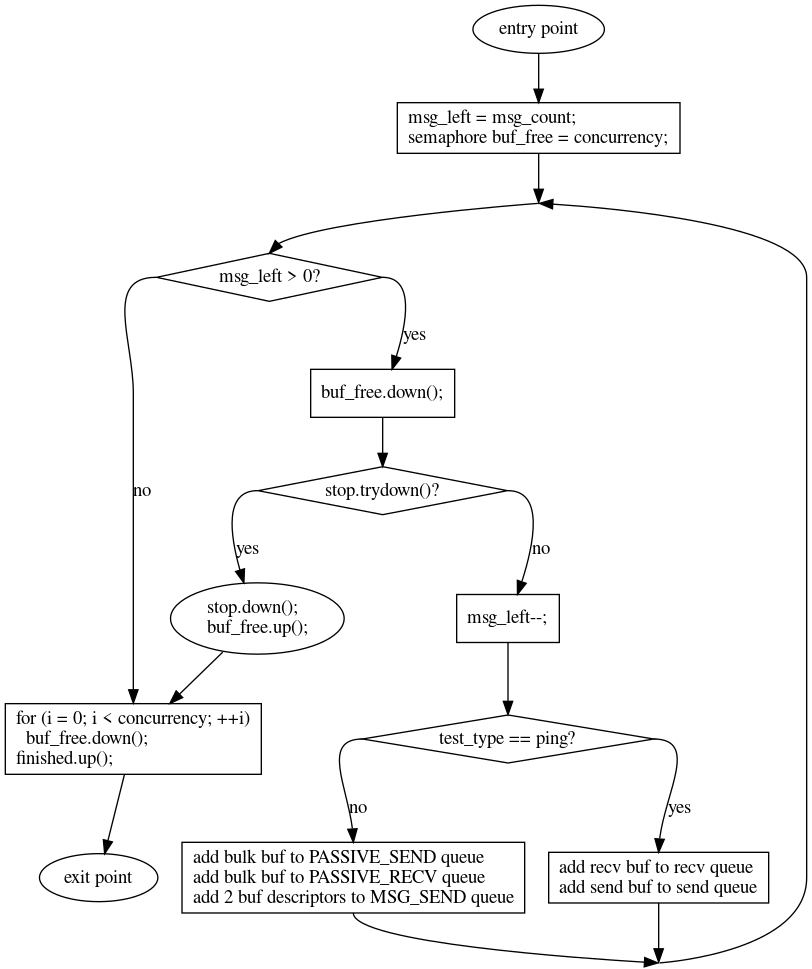 entry point
msg_left = msg_count;
semaphore buf_free = concurrency;
msg_left > 0?
yes
buf_free.down();
no
stop.trydown()?
yes
no
stop.down();
buf_free.up();
msg_left--;
for (i = 0; i < concurrency; ++i)
buf_free.down();
finished.up();
test_type == ping?
no
yes
add bulk buf to PASSIVE_SEND queue
add bulk buf to PASSIVE_RECV queue
add 2 buf descriptors to MSG_SEND queue
add recv buf to recv queue
add send buf to send queue
exit point